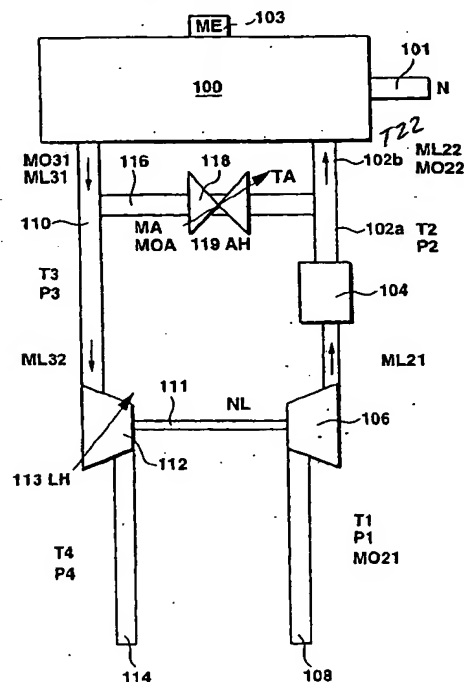 ME 103
101
100
N
T22
MO31
ML31
116
118
TA
ML22
MO22
102b
110
MA
MOA
119 AH
102a
T2
P2
T3
P3
104
ML32
ML21
111
NL
106
112
113 LH
T1
P1
MO21
T4
P4
114
108